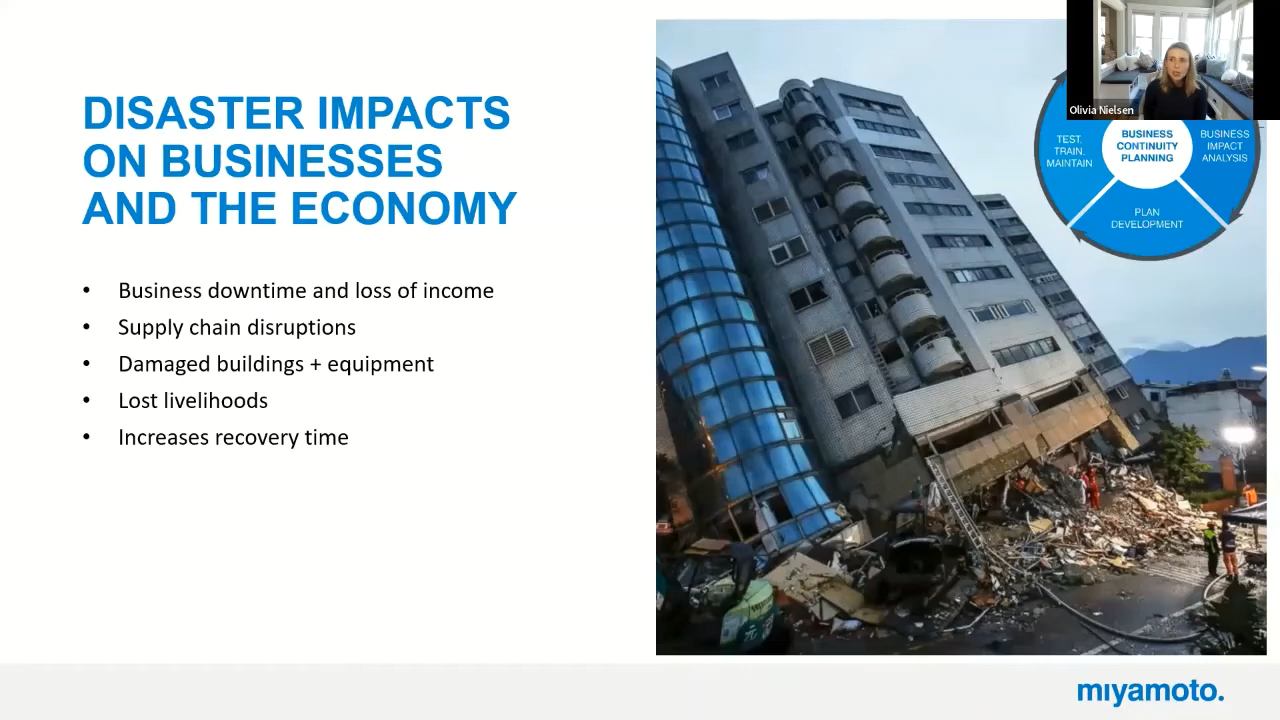 DISASTER IMPACTS
ON BUSINESSES
AND THE ECONOMY
• Business downtime and loss of income
• Supply chain disruptions
• Damaged buildings + equipment
• Lost livelihoods
• Increases recovery time
Olivia Nielsen
TEST,
TRAIN,
MAINTAIN
BUSINESS
CONTINUITY
PLANNING
BUSINESS
IMPACT
ANALYSIS
PLAN
DEVELOPMENT
miyamoto.